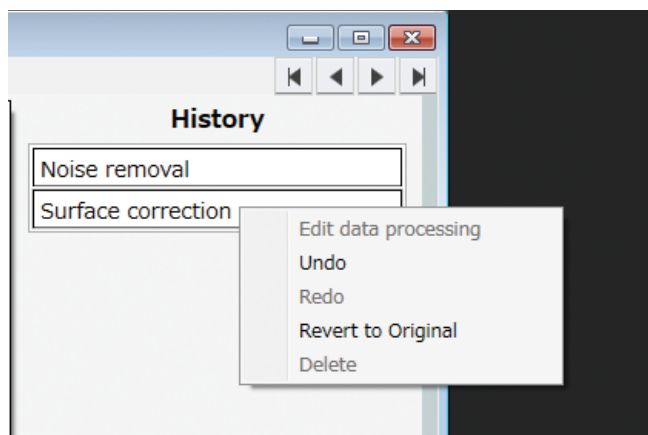 History
Noise removal
Surface correction
Edit data processing
Undo
Redo
Revert to Original
Delete